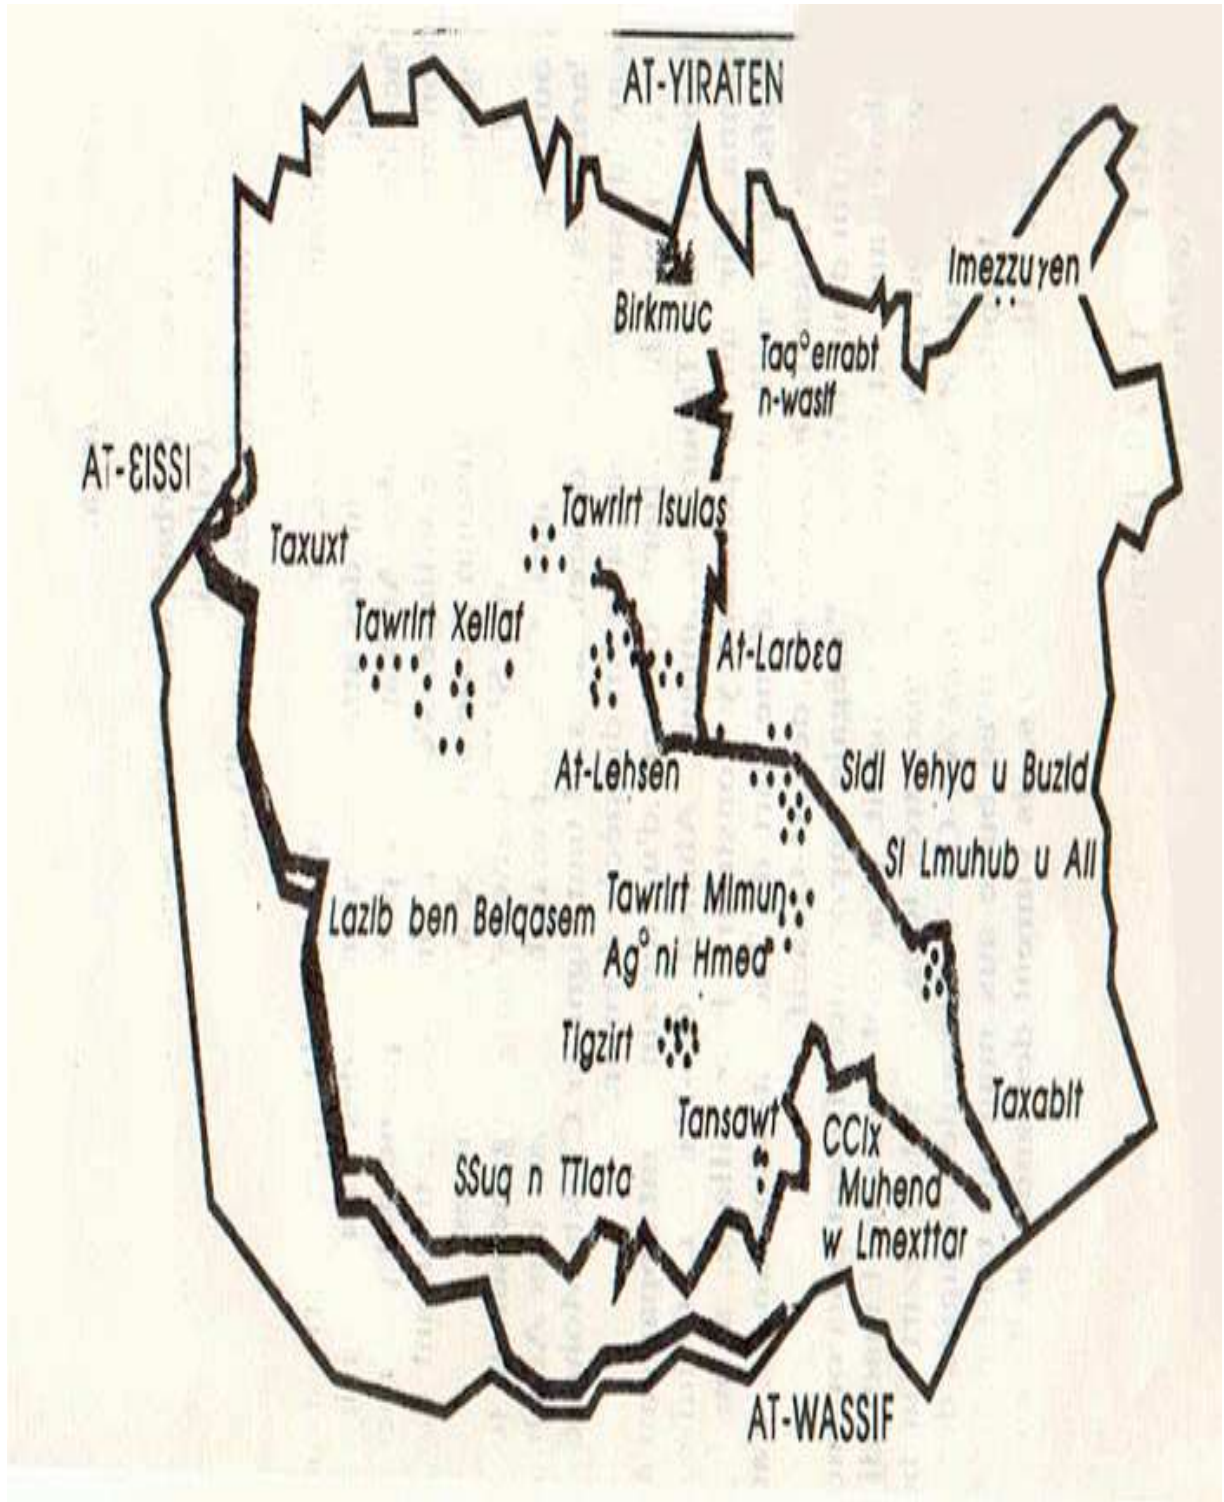 AT-YIRATEN
Imezzuγen
Birkmuc
Taq°errabt
n-wasif
AT-ƐISSI
Tawrirt Isulas
Taxuxt
Tawrirt Xellaf
At-Larbɛa
At-Lehsen
Sidi Yehya u Buzid
Si Lmuhub u Ali
Tawrirt Mimun
Lazib ben Belqasem
Ag° ni Hmed
Tigzirt
Tansawt
CCix
Muhend
w Lmexttar
Taxabit
SSuq n TTlata
AT-WASSIF